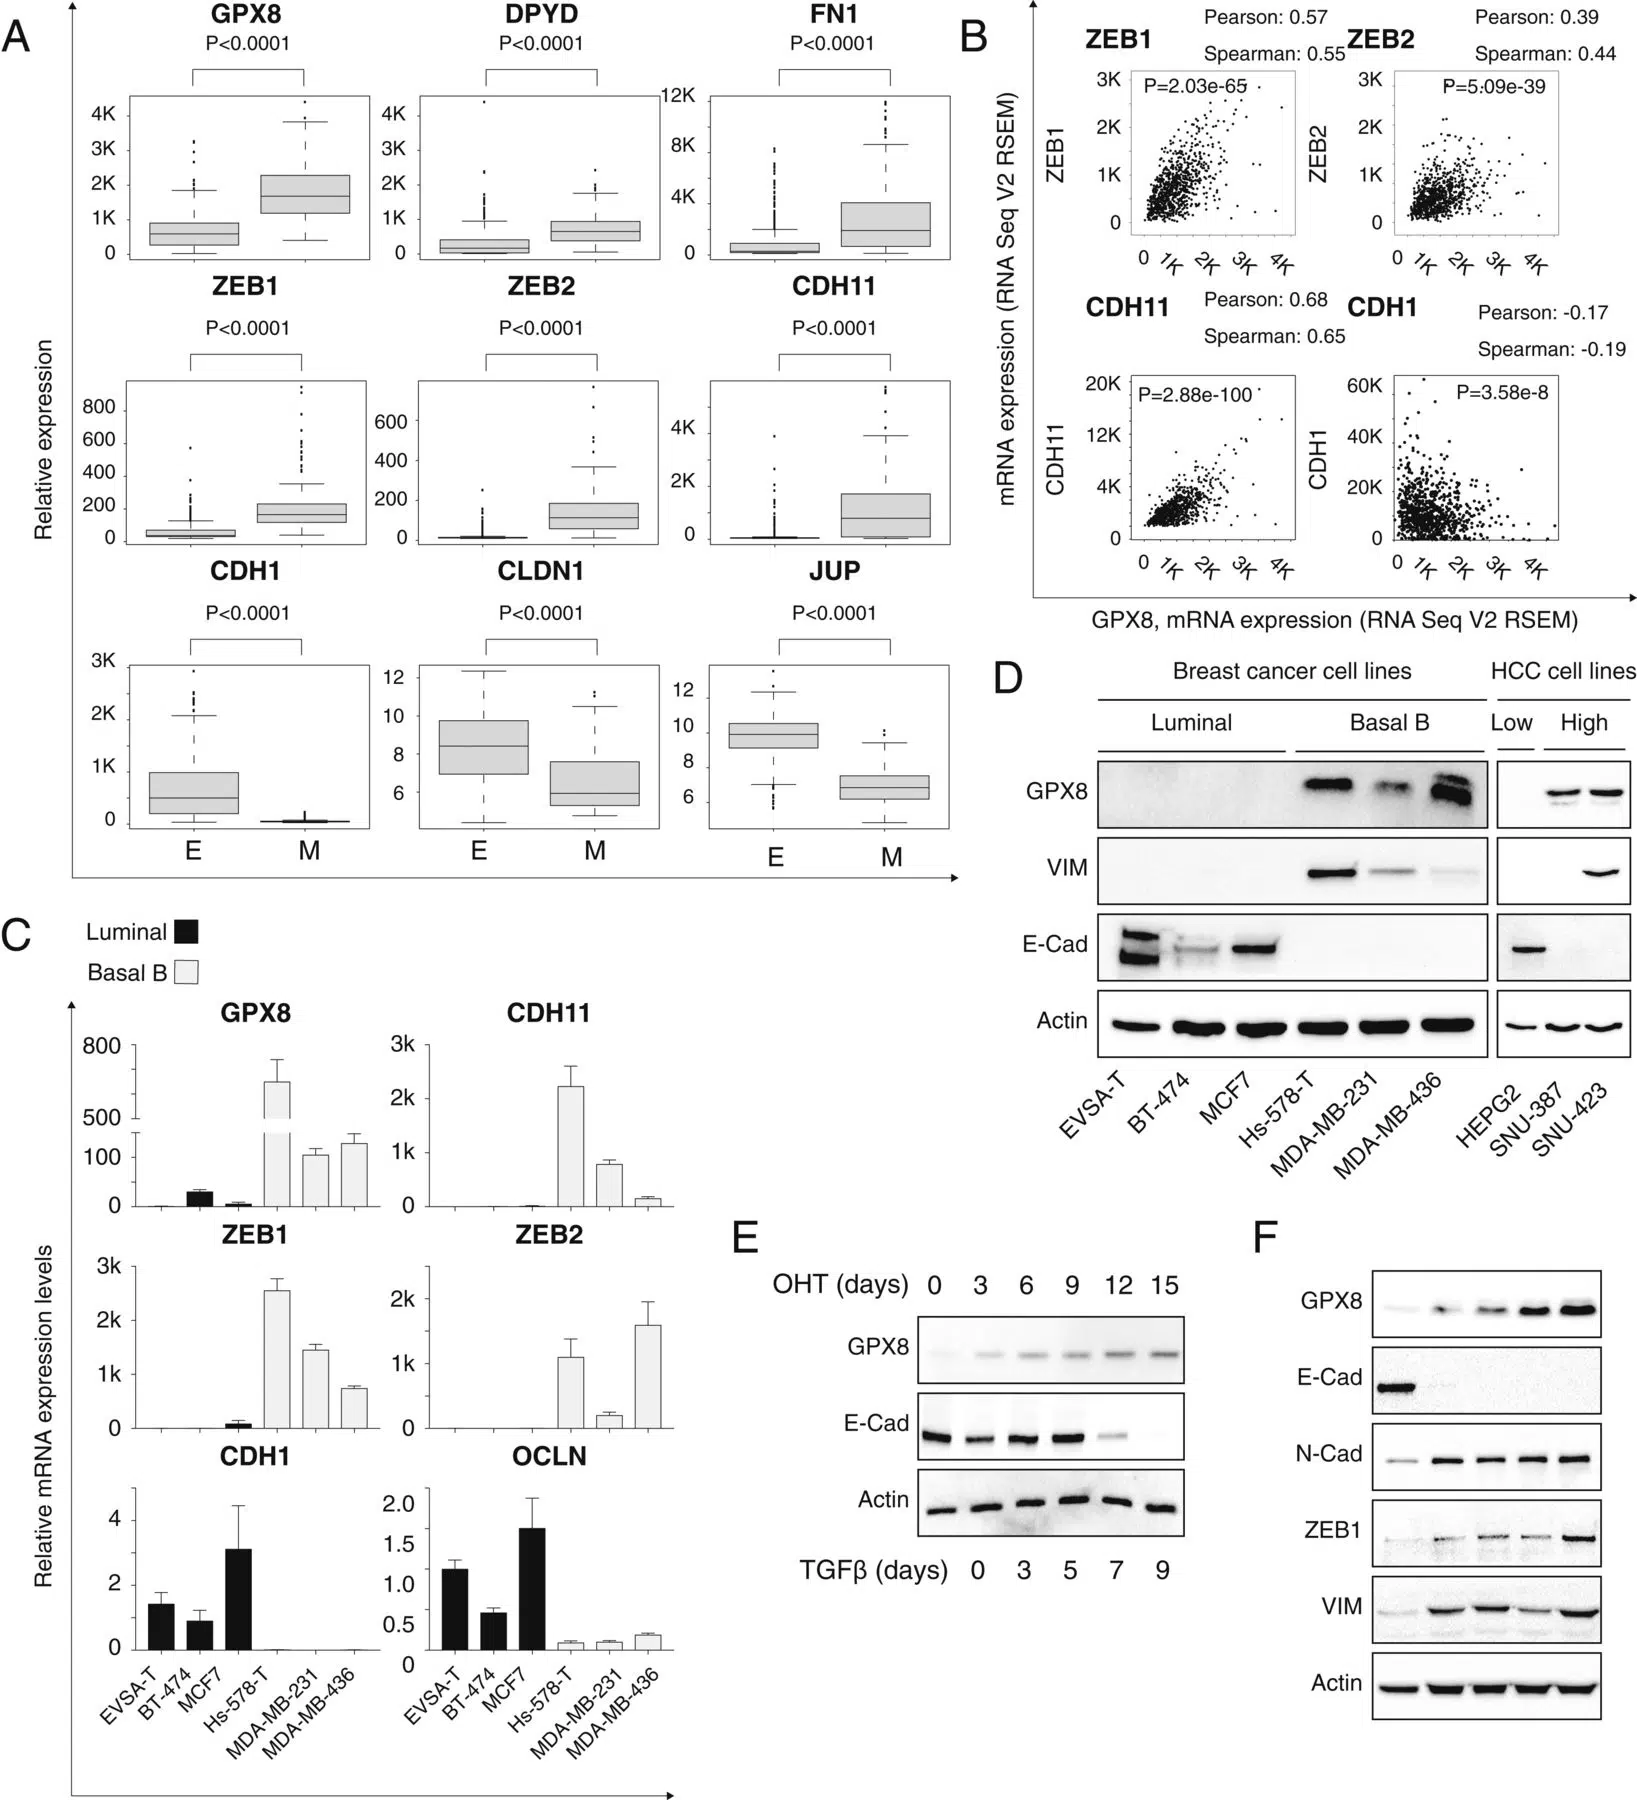 A
GPX8
P<0.0001
4K
3K
2K
1K
0
DPYD
P<0.0001
4K
3K
2K
1K
0
FN1
P<0.0001
12K
8K
4K
0
Relative expression
ZEB1
P<0.0001
800
600
400
200
0
ZEB2
P<0.0001
600
400
200
0
CDH11
P<0.0001
4K
2K
0
CDH1
P<0.0001
3K
2K
1K
0
E M
CLDN1
P<0.0001
12
10
8
6
E M
JUP
P<0.0001
12
10
8
6
E M
B
mRNA expression (RNA Seq V2 RSEM)
ZEB1
Pearson: 0.57
Spearman: 0.55
P=2.03e-65
ZEB1
3K
2K
1K
0
0 1K 2K 3K 4K
ZEB2
Pearson: 0.39
Spearman: 0.44
P=5.09e-39
ZEB2
3K
2K
1K
0
0 1K 2K 3K 4K
CDH11
Pearson: 0.68
Spearman: 0.65
P=2.88e-100
CDH11
20K
12K
4K
0
0 1K 2K 3K 4K
CDH1
Pearson: -0.17
Spearman: -0.19
P=3.58e-8
CDH1
60K
40K
20K
0
0 1K 2K 3K 4K
GPX8, mRNA expression (RNA Seq V2 RSEM)
C
Luminal
Basal B
Relative mRNA expression levels
GPX8
800
500
100
0
CDH11
3k
2k
1k
0
ZEB1
3k
2k
1k
0
ZEB2
2k
1k
0
CDH1
4
2
0
EVSA-T BT-474 MCF7 Hs-578-T MDA-MB-231 MDA-MB-436
OCLN
2.0
1.5
1.0
0.5
0
EVSA-T BT-474 MCF7 Hs-578-T MDA-MB-231 MDA-MB-436
D
Breast cancer cell lines HCC cell lines
Luminal Basal B Low High
GPX8
VIM
E-Cad
Actin
EVSA-T BT-474 MCF7 Hs-578-T MDA-MB-231 MDA-MB-436 HEPG2 SNU-387 SNU-423
E
OHT (days) 0 3 6 9 12 15
GPX8
E-Cad
Actin
TGFβ (days) 0 3 5 7 9
F
GPX8
E-Cad
N-Cad
ZEB1
VIM
Actin